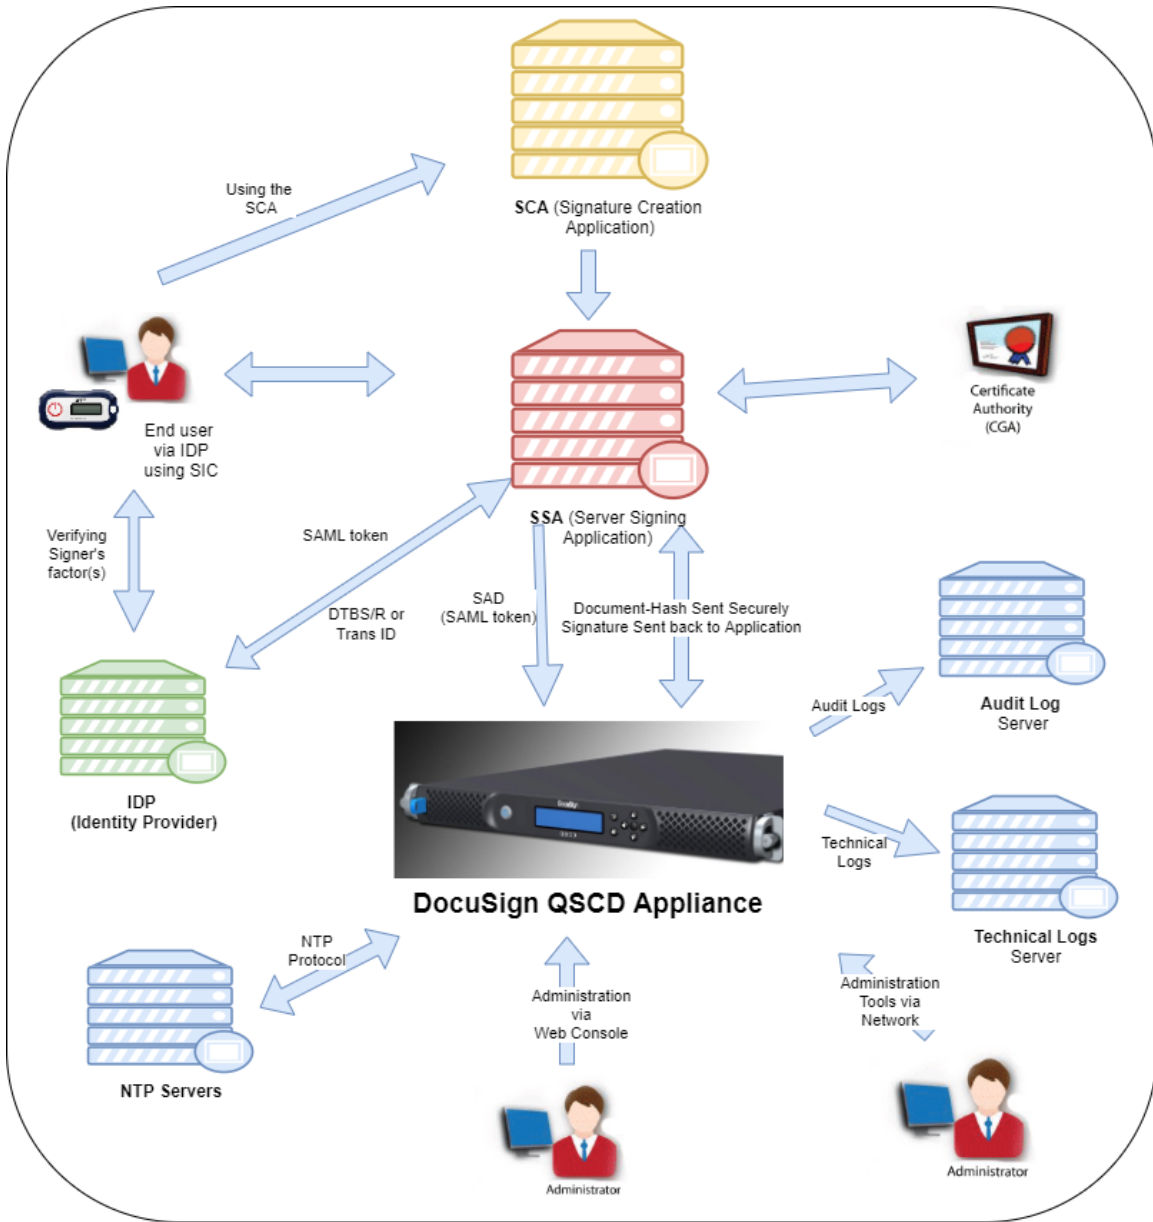 Using the
SCA
SCA (Signature Creation
Application)
End user
via IDP
using SIC
Certificate
Authority
(CGA)
SSA (Server Signing
Application)
Verifying
Signer's
factor(s)
SAML token
DTBS/R or
Trans ID
SAD
(SAML token)
Document-Hash Sent Securely
Signature Sent back to Application
IDP
(Identity Provider)
Audit Logs
Audit Log
Server
Technical
Logs
Technical Logs
Server
DocuSign
QSCD
DocuSign QSCD Appliance
NTP
Protocol
NTP Servers
Administration
via
Web Console
Administration
Tools via
Network
Administrator
Administrator